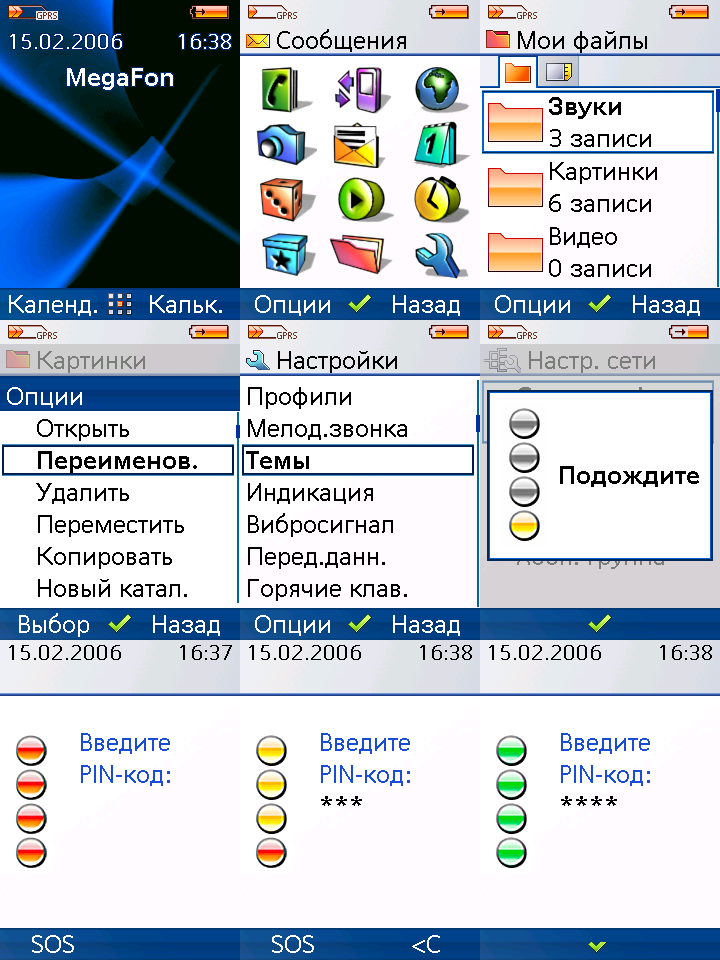 GPRS
15.02.2006 16:38
MegaFon
Календ. Кальк.
GPRS
Сообщения
1
Опции Назад
GPRS
Мои файлы
Звуки
3 записи
Картинки
6 записи
Видео
0 записи
Опции Назад
GPRS
Картинки
Опции
Открыть
Переименов.
Удалить
Переместить
Копировать
Новый катал.
Выбор Назад
GPRS
Настройки
Профили
Мелод.звонка
Темы
Индикация
Вибросигнал
Перед.данн.
Горячие клав.
Опции Назад
GPRS
Настр. сети
Подождите
15.02.2006 16:37
Введите
PIN-код:
SOS
15.02.2006 16:38
Введите
PIN-код:
***
SOS <C
15.02.2006 16:38
Введите
PIN-код:
****